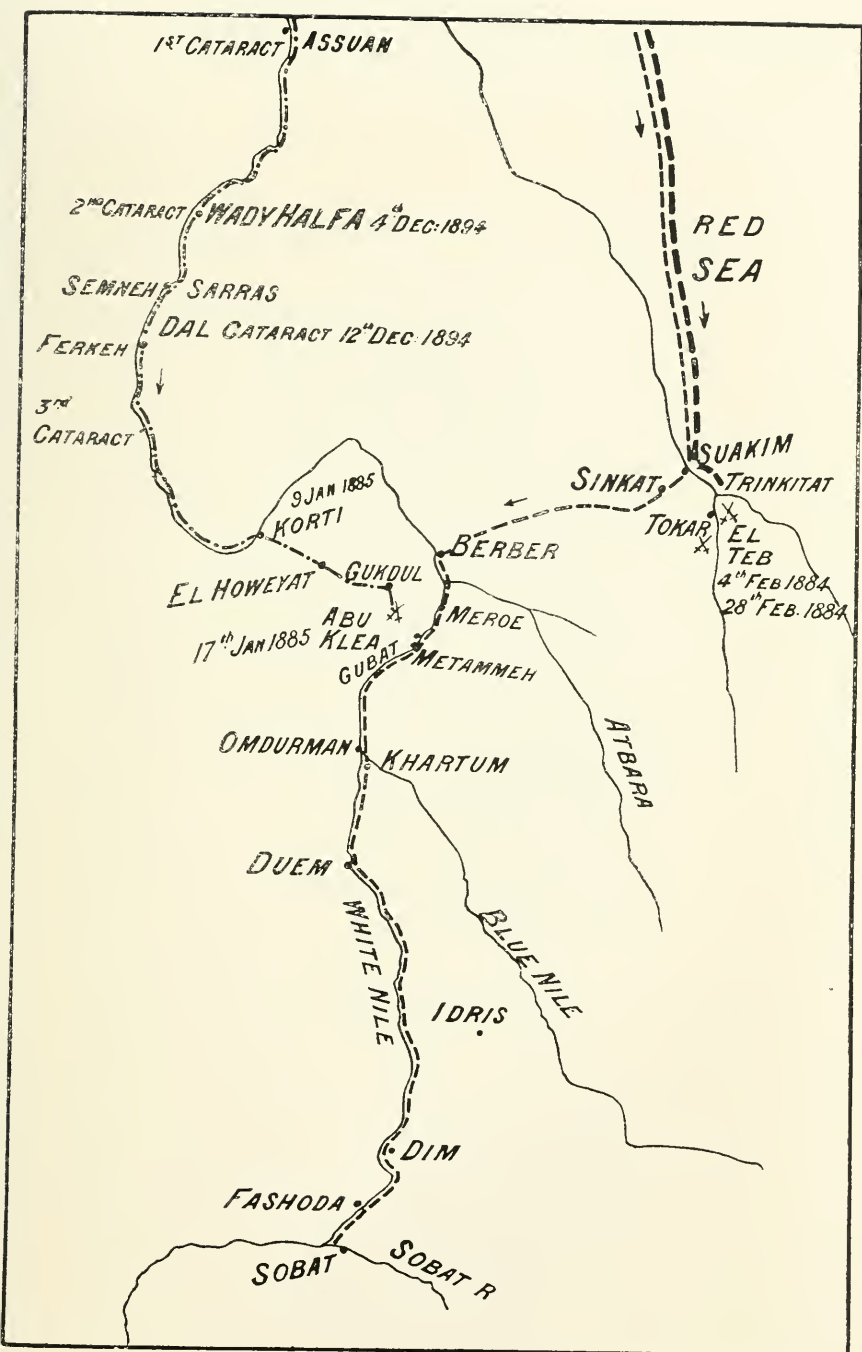 1ST CATARACT
ASSUAN
2ND CATARACT
WADY HALFA 4th DEC: 1894
RED
SEA
SEMNEH
SARRAS
DAL CATARACT 12th DEC: 1894
FERKEH
3rd
CATARACT
SUAKIM
TRINKITAT
SINKAT
TOKAR
EL
TEB
4th FEB 1884
28th FEB. 1884
9 JAN 1885
KORTI
BERBER
EL HOWEYAT
GUKDUL
ABU
KLEA
17th JAN 1885
MEROE
GUBAT
METAMMEH
OMDURMAN
KHARTUM
ATBARA
DUEM
WHITE NILE
BLUE NILE
IDRIS
DIM
FASHODA
SOBAT
SOBAT R